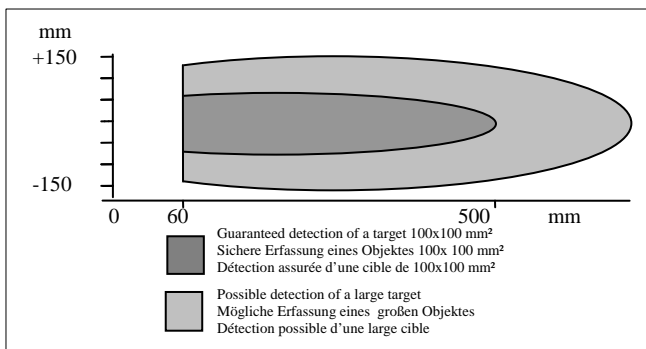 mm
+150
-150
0 60 500 mm
Guaranteed detection of a target 100x100 mm²
Sichere Erfassung eines Objektes 100x 100 mm²
Détection assurée d’une cible de 100x100 mm²
Possible detection of a large target
Mögliche Erfassung eines großen Objektes
Détection possible d’une large cible